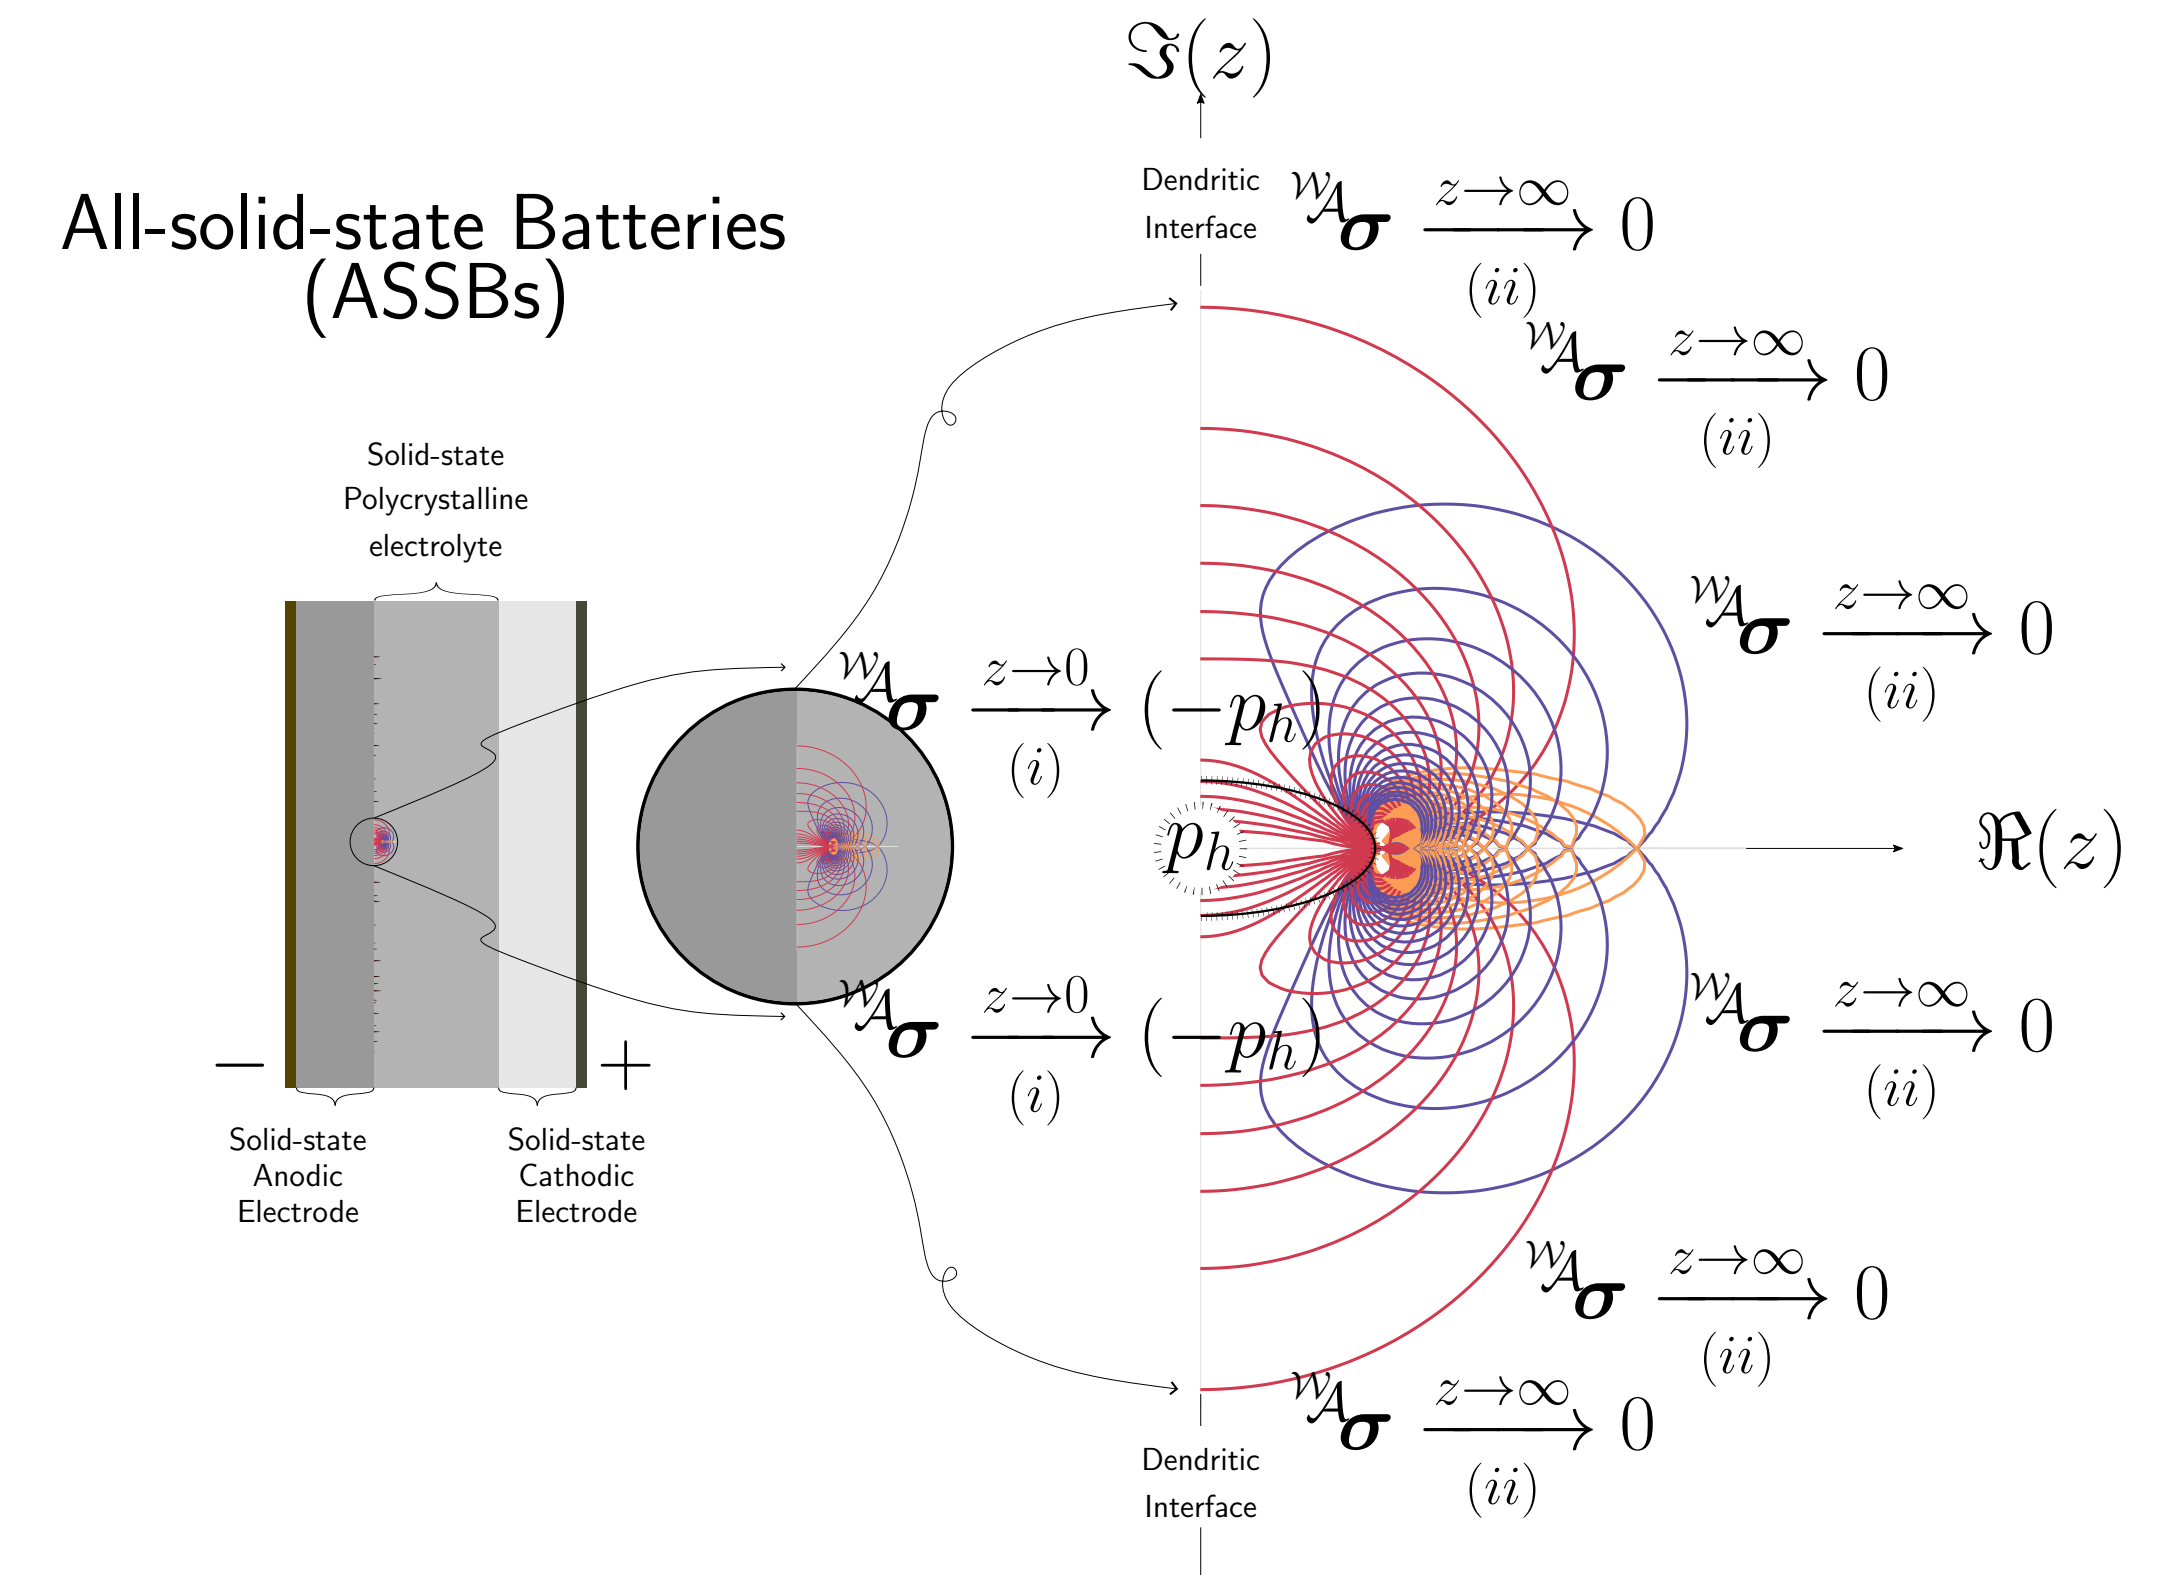 ℑ(z)
All-solid-state Batteries
(ASSBs)
Dendritic
Interface
𝒲𝒜σ z→∞ 0
(ii)
𝒲𝒜σ z→∞ 0
(ii)
Solid-state
Polycrystalline
electrolyte
𝒲𝒜σ z→∞ 0
(ii)
𝒲𝒜σ z→0 (−p_h)
(i)
p_h
ℜ(z)
𝒲𝒜σ z→0 (−p_h)
(i)
𝒲𝒜σ z→∞ 0
(ii)
− +
Solid-state
Anodic
Electrode
Solid-state
Cathodic
Electrode
𝒲𝒜σ z→∞ 0
(ii)
𝒲𝒜σ z→∞ 0
(ii)
Dendritic
Interface